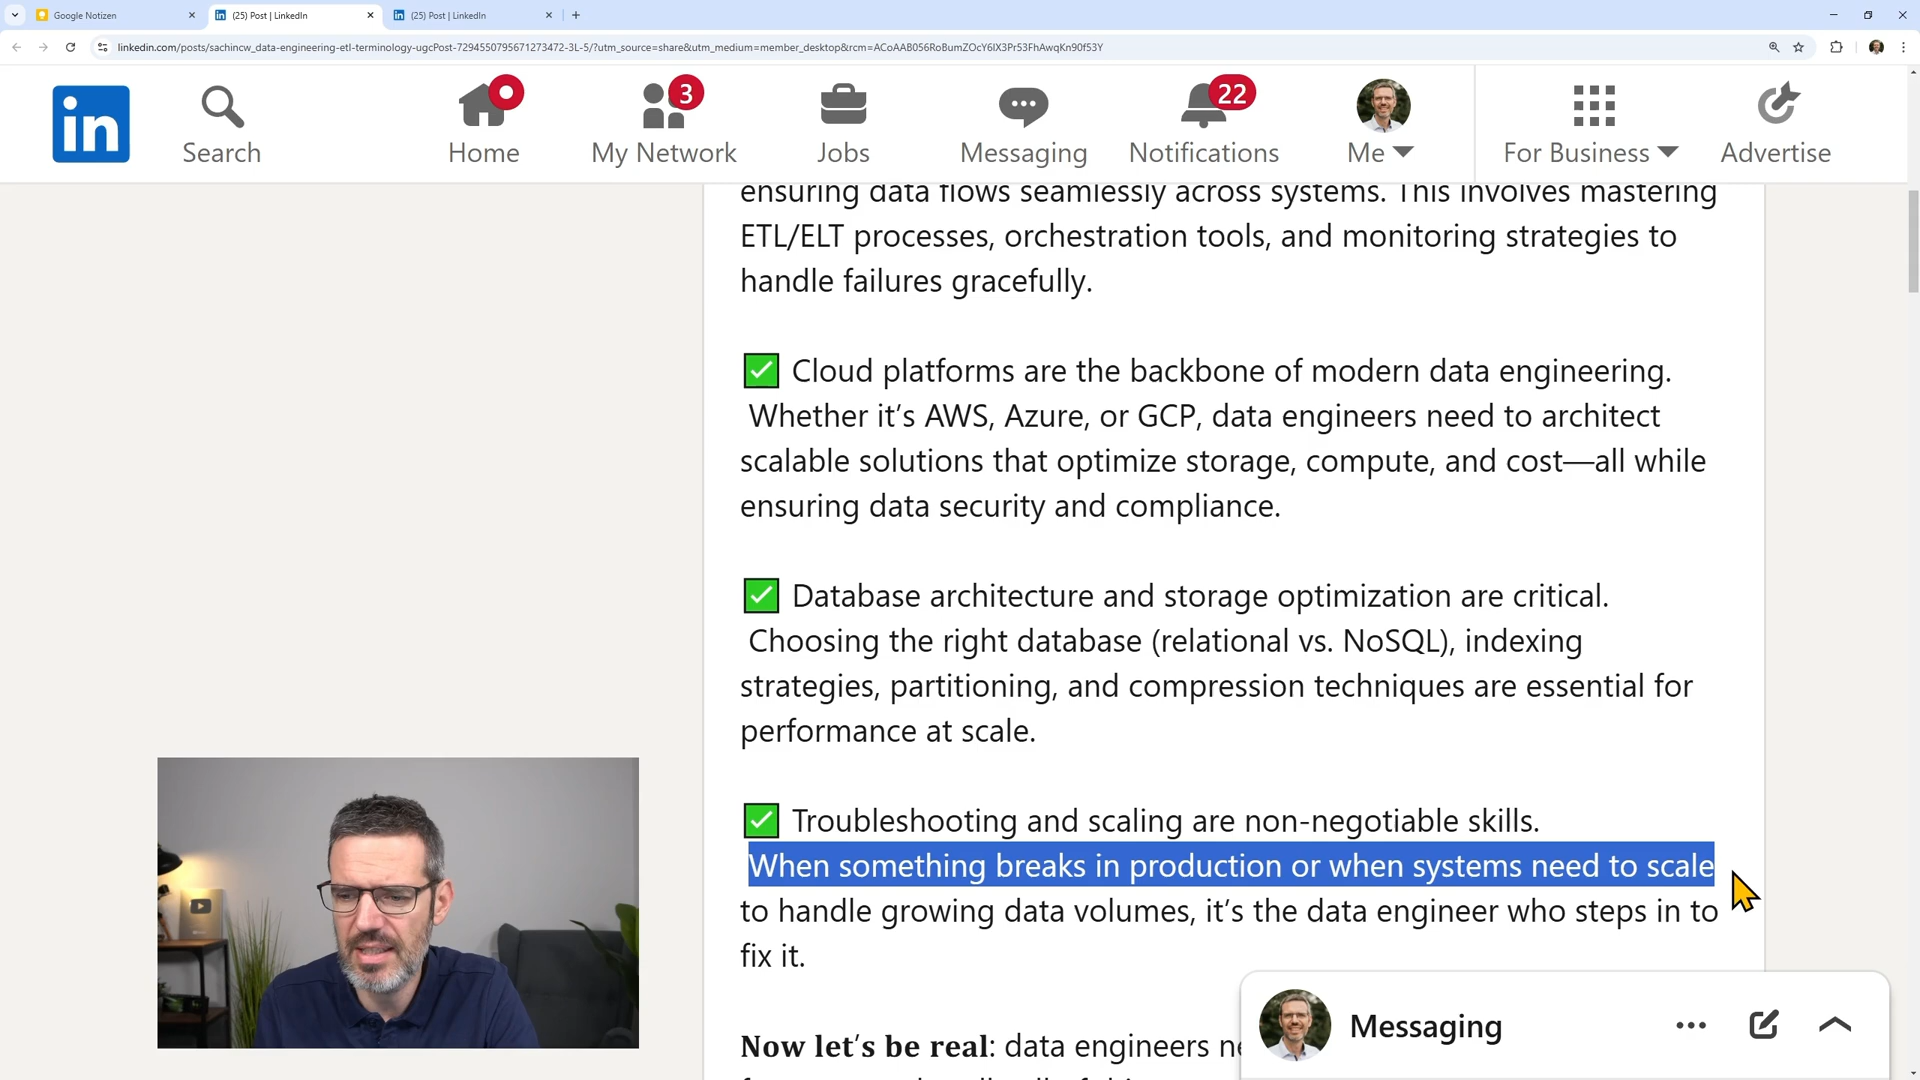 Google Notizen
(25) Post | LinkedIn
(25) Post | LinkedIn
linkedin.com/posts/sachincw_data-engineering-etl-terminology-ugcPost-7294550795671273472-3L-5/?utm_source=share&utm_medium=member_desktop&rcm=ACoAAB056RoBumZOcY6IX3Pr53FhAwqKn90f53Y
in
Search
Home
3
My Network
Jobs
Messaging
22
Notifications
Me
For Business
Advertise
ensuring data flows seamlessly across systems. This involves mastering
ETL/ELT processes, orchestration tools, and monitoring strategies to
handle failures gracefully.
✅ Cloud platforms are the backbone of modern data engineering.
Whether it’s AWS, Azure, or GCP, data engineers need to architect
scalable solutions that optimize storage, compute, and cost—all while
ensuring data security and compliance.
✅ Database architecture and storage optimization are critical.
Choosing the right database (relational vs. NoSQL), indexing
strategies, partitioning, and compression techniques are essential for
performance at scale.
✅ Troubleshooting and scaling are non-negotiable skills.
When something breaks in production or when systems need to scale
to handle growing data volumes, it’s the data engineer who steps in to
fix it.
Now let’s be real: data engineers
Messaging